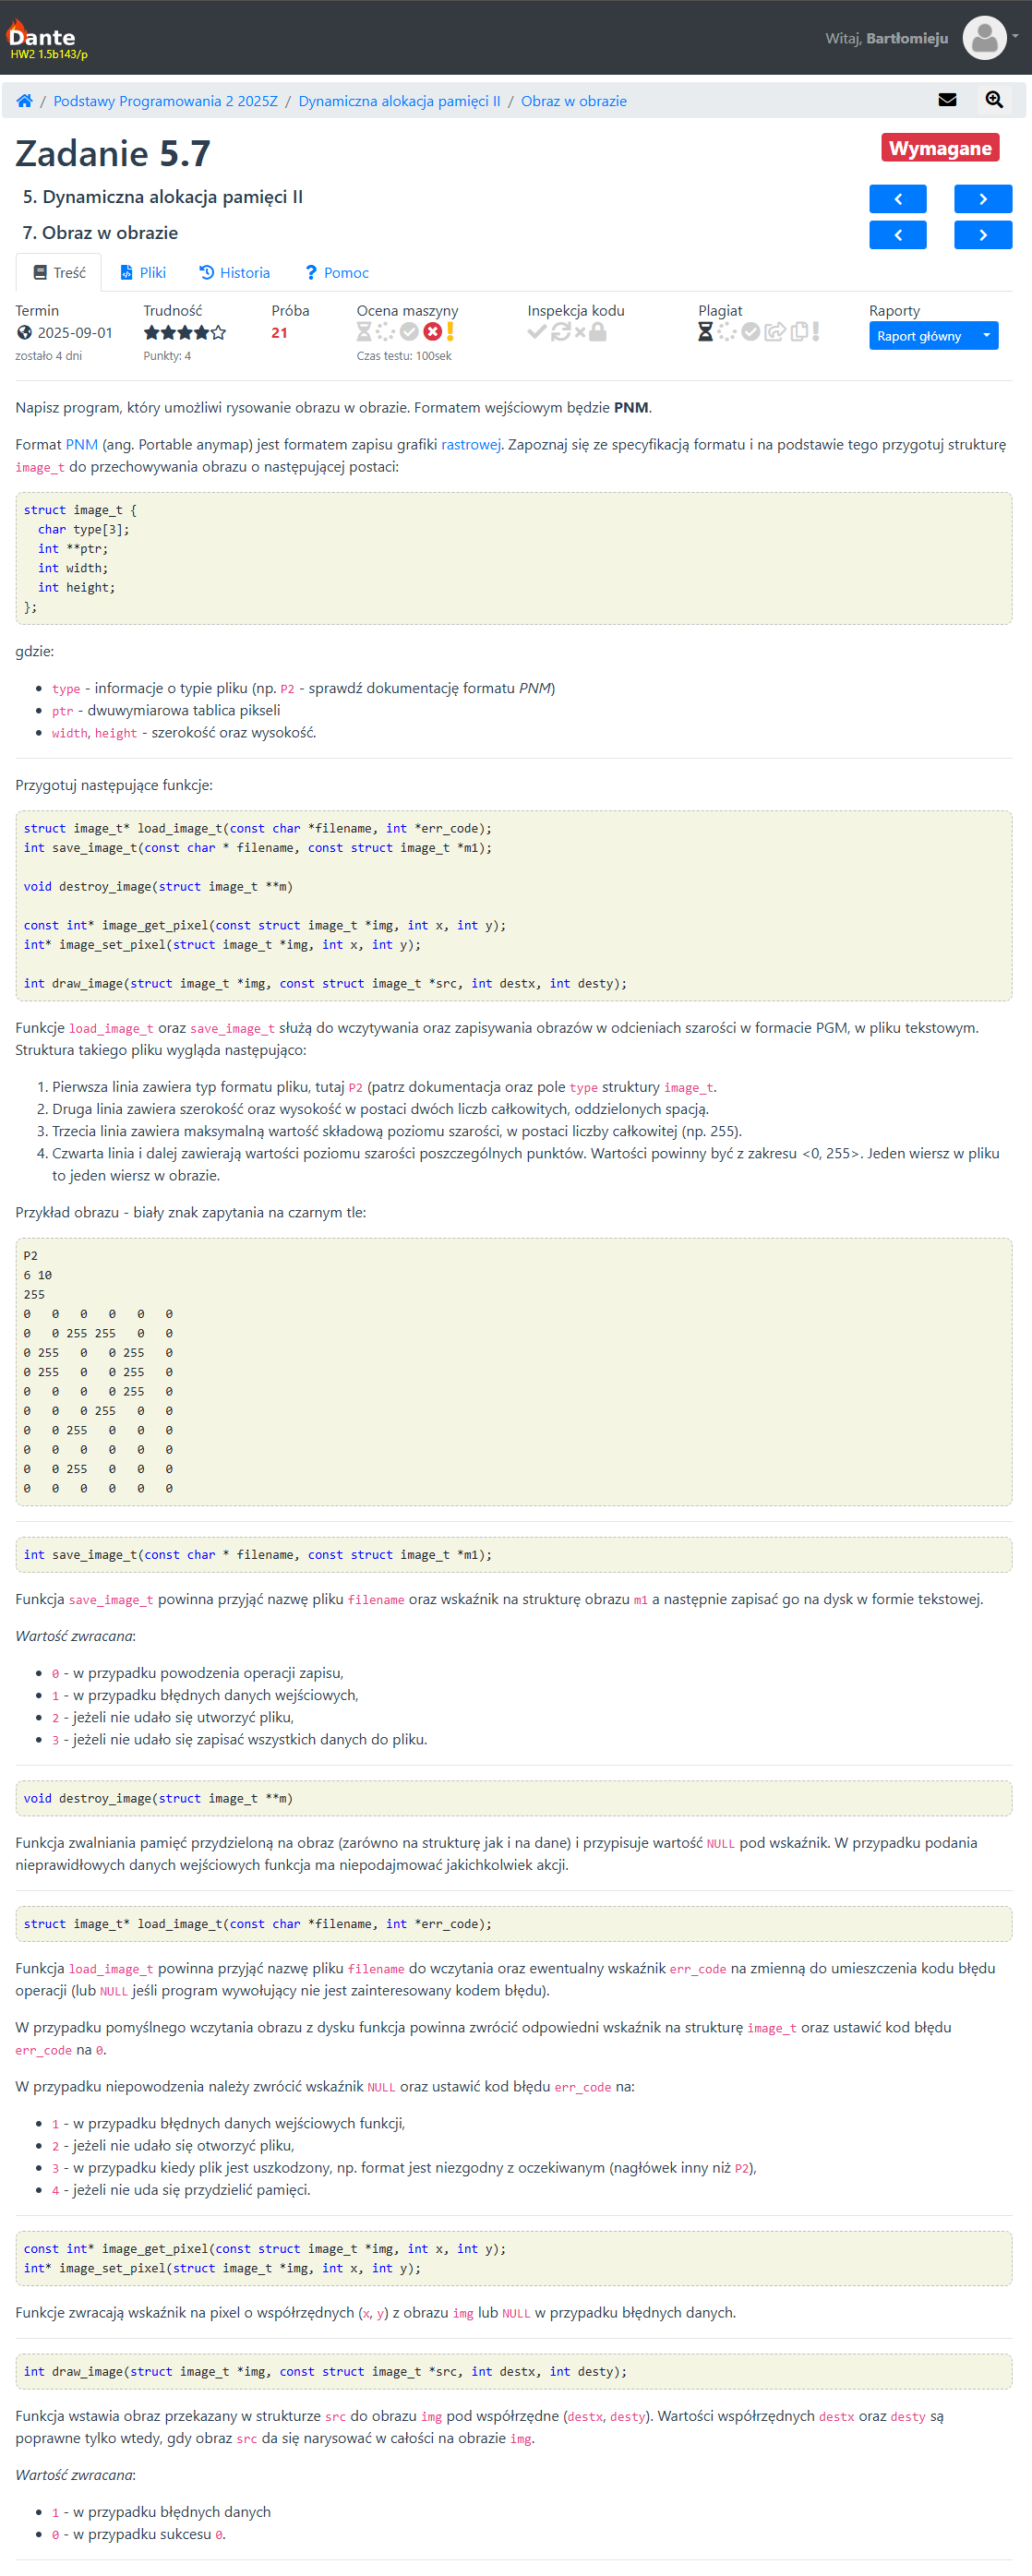 Dante
HW2 1.5b143/p
Witaj, Bartłomieju
/ Podstawy Programowania 2 2025Z / Dynamiczna alokacja pamięci II / Obraz w obrazie
Zadanie 5.7
Wymagane
5. Dynamiczna alokacja pamięci II
7. Obraz w obrazie
Treść Pliki Historia Pomoc
Termin Trudność Próba Ocena maszyny Inspekcja kodu Plagiat Raporty
2025-09-01 21 Raport główny
zostało 4 dni Punkty: 4 Czas testu: 100sek
Napisz program, który umożliwi rysowanie obrazu w obrazie. Formatem wejściowym będzie PNM.
Format PNM (ang. Portable anymap) jest formatem zapisu grafiki rastrowej. Zapoznaj się ze specyfikacją formatu i na podstawie tego przygotuj strukturę
image_t do przechowywania obrazu o następującej postaci:
struct image_t {
  char type[3];
  int **ptr;
  int width;
  int height;
};
gdzie:
• type - informacje o typie pliku (np. P2 - sprawdź dokumentację formatu PNM)
• ptr - dwuwymiarowa tablica pikseli
• width, height - szerokość oraz wysokość.
Przygotuj następujące funkcje:
struct image_t* load_image_t(const char *filename, int *err_code);
int save_image_t(const char * filename, const struct image_t *m1);
void destroy_image(struct image_t **m)
const int* image_get_pixel(const struct image_t *img, int x, int y);
int* image_set_pixel(struct image_t *img, int x, int y);
int draw_image(struct image_t *img, const struct image_t *src, int destx, int desty);
Funkcje load_image_t oraz save_image_t służą do wczytywania oraz zapisywania obrazów w odcieniach szarości w formacie PGM, w pliku tekstowym.
Struktura takiego pliku wygląda następująco:
1. Pierwsza linia zawiera typ formatu pliku, tutaj P2 (patrz dokumentacja oraz pole type struktury image_t.
2. Druga linia zawiera szerokość oraz wysokość w postaci dwóch liczb całkowitych, oddzielonych spacją.
3. Trzecia linia zawiera maksymalną wartość składową poziomu szarości, w postaci liczby całkowitej (np. 255).
4. Czwarta linia i dalej zawierają wartości poziomu szarości poszczególnych punktów. Wartości powinny być z zakresu <0, 255>. Jeden wiersz w pliku
to jeden wiersz w obrazie.
Przykład obrazu - biały znak zapytania na czarnym tle:
P2
6 10
255
0   0   0   0   0   0
0   0 255 255   0   0
0 255   0   0 255   0
0 255   0   0 255   0
0   0   0   0 255   0
0   0   0 255   0   0
0   0 255   0   0   0
0   0   0   0   0   0
0   0 255   0   0   0
0   0   0   0   0   0
int save_image_t(const char * filename, const struct image_t *m1);
Funkcja save_image_t powinna przyjąć nazwę pliku filename oraz wskaźnik na strukturę obrazu m1 a następnie zapisać go na dysk w formie tekstowej.
Wartość zwracana:
• 0 - w przypadku powodzenia operacji zapisu,
• 1 - w przypadku błędnych danych wejściowych,
• 2 - jeżeli nie udało się utworzyć pliku,
• 3 - jeżeli nie udało się zapisać wszystkich danych do pliku.
void destroy_image(struct image_t **m)
Funkcja zwalniania pamięć przydzieloną na obraz (zarówno na strukturę jak i na dane) i przypisuje wartość NULL pod wskaźnik. W przypadku podania
nieprawidłowych danych wejściowych funkcja ma niepodajmować jakichkolwiek akcji.
struct image_t* load_image_t(const char *filename, int *err_code);
Funkcja load_image_t powinna przyjąć nazwę pliku filename do wczytania oraz ewentualny wskaźnik err_code na zmienną do umieszczenia kodu błędu
operacji (lub NULL jeśli program wywołujący nie jest zainteresowany kodem błędu).
W przypadku pomyślnego wczytania obrazu z dysku funkcja powinna zwrócić odpowiedni wskaźnik na strukturę image_t oraz ustawić kod błędu
err_code na 0.
W przypadku niepowodzenia należy zwrócić wskaźnik NULL oraz ustawić kod błędu err_code na:
• 1 - w przypadku błędnych danych wejściowych funkcji,
• 2 - jeżeli nie udało się otworzyć pliku,
• 3 - w przypadku kiedy plik jest uszkodzony, np. format jest niezgodny z oczekiwanym (nagłówek inny niż P2),
• 4 - jeżeli nie uda się przydzielić pamięci.
const int* image_get_pixel(const struct image_t *img, int x, int y);
int* image_set_pixel(struct image_t *img, int x, int y);
Funkcje zwracają wskaźnik na pixel o współrzędnych (x, y) z obrazu img lub NULL w przypadku błędnych danych.
int draw_image(struct image_t *img, const struct image_t *src, int destx, int desty);
Funkcja wstawia obraz przekazany w strukturze src do obrazu img pod współrzędne (destx, desty). Wartości współrzędnych destx oraz desty są
poprawne tylko wtedy, gdy obraz src da się narysować w całości na obrazie img.
Wartość zwracana:
• 1 - w przypadku błędnych danych
• 0 - w przypadku sukcesu 0.